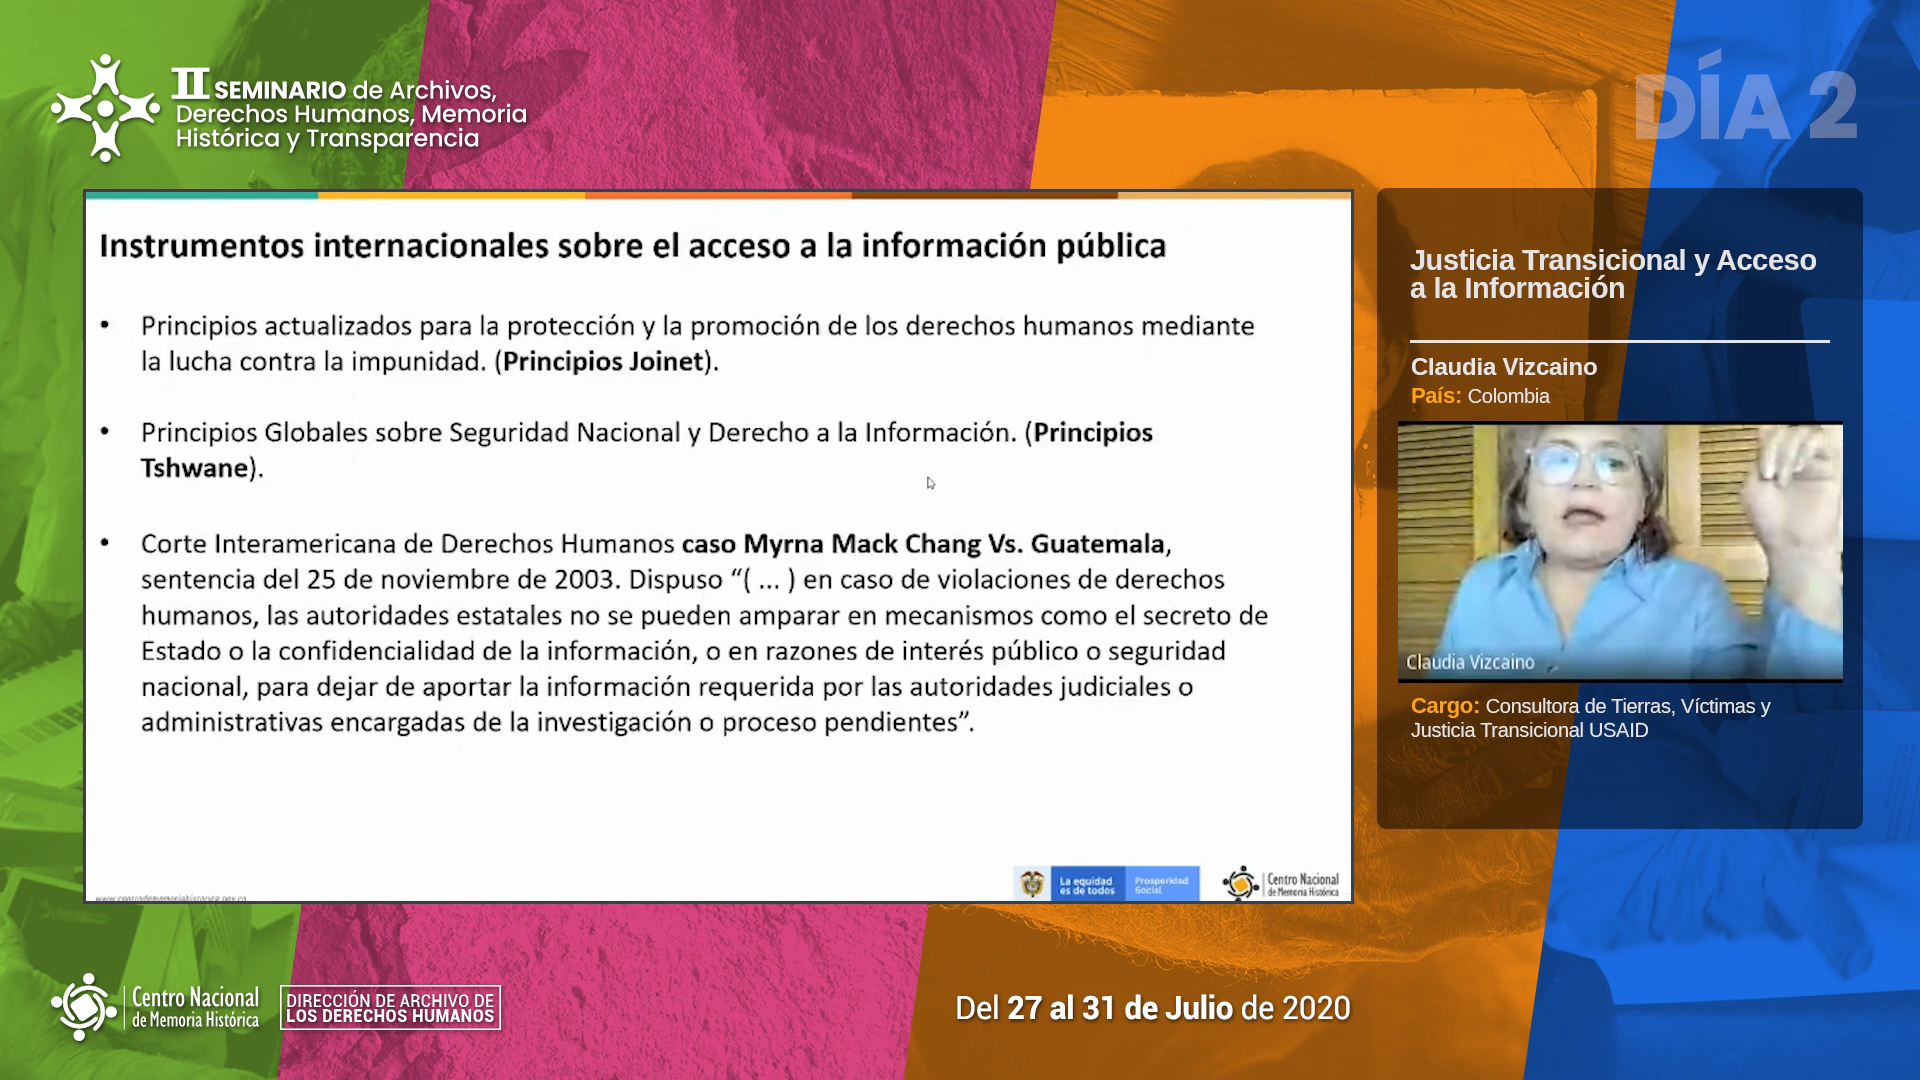 II SEMINARIO de Archivos,
Derechos Humanos, Memoria
Histórica y Transparencia
DÍA 2
Instrumentos internacionales sobre el acceso a la información pública
• Principios actualizados para la protección y la promoción de los derechos humanos mediante
la lucha contra la impunidad. (Principios Joinet).
• Principios Globales sobre Seguridad Nacional y Derecho a la Información. (Principios
Tshwane).
• Corte Interamericana de Derechos Humanos caso Myrna Mack Chang Vs. Guatemala,
sentencia del 25 de noviembre de 2003. Dispuso “( ... ) en caso de violaciones de derechos
humanos, las autoridades estatales no se pueden amparar en mecanismos como el secreto de
Estado o la confidencialidad de la información, o en razones de interés público o seguridad
nacional, para dejar de aportar la información requerida por las autoridades judiciales o
administrativas encargadas de la investigación o proceso pendientes”.
www.centrodememoriahistorica.gov.co
La equidad
es de todos
Prosperidad
Social
Centro Nacional
de Memoria Histórica
Justicia Transicional y Acceso
a la Información
Claudia Vizcaino
País: Colombia
Claudia Vizcaino
Cargo: Consultora de Tierras, Víctimas y
Justicia Transicional USAID
Centro Nacional
de Memoria Histórica
DIRECCIÓN DE ARCHIVO DE
LOS DERECHOS HUMANOS
Del 27 al 31 de Julio de 2020